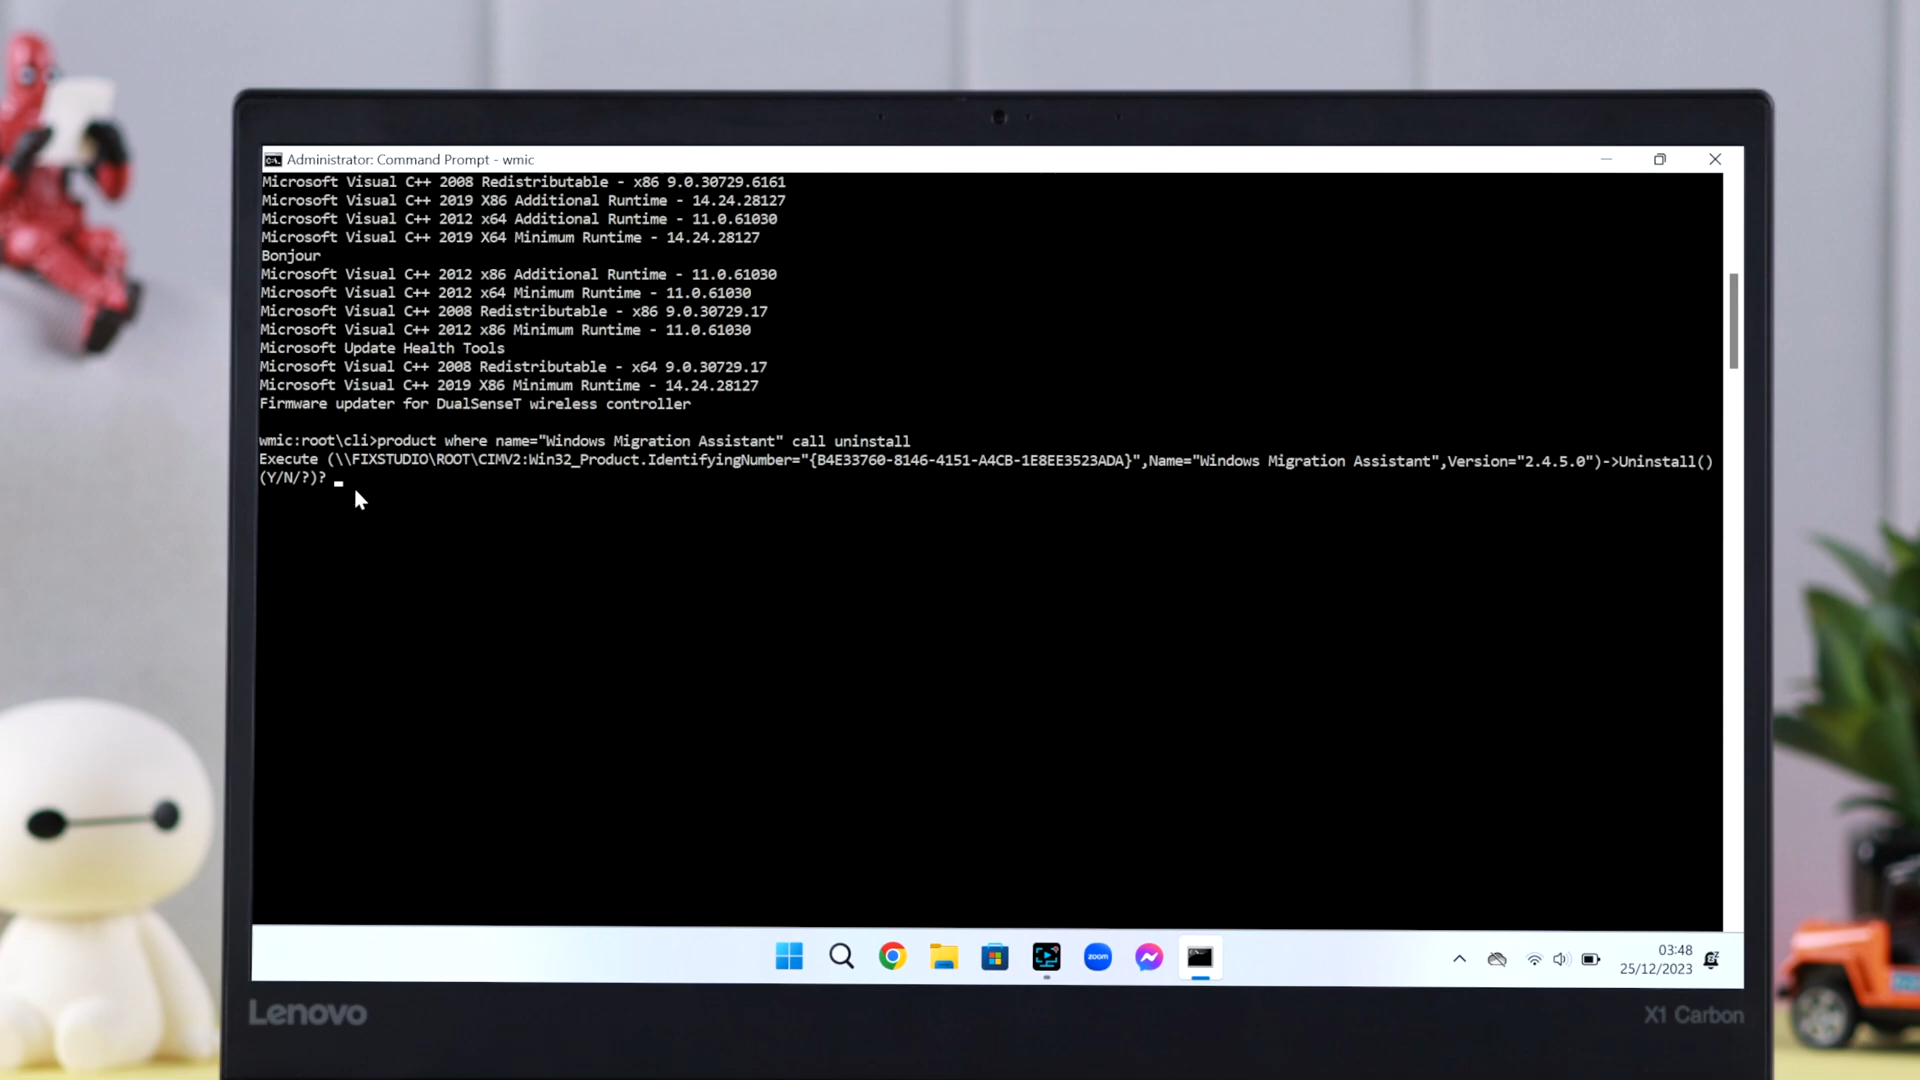 Administrator: Command Prompt - wmic
Microsoft Visual C++ 2008 Redistributable - x86 9.0.30729.6161
Microsoft Visual C++ 2019 X86 Additional Runtime - 14.24.28127
Microsoft Visual C++ 2012 x64 Additional Runtime - 11.0.61030
Microsoft Visual C++ 2019 X64 Minimum Runtime - 14.24.28127
Bonjour
Microsoft Visual C++ 2012 x86 Additional Runtime - 11.0.61030
Microsoft Visual C++ 2012 x64 Minimum Runtime - 11.0.61030
Microsoft Visual C++ 2008 Redistributable - x86 9.0.30729.17
Microsoft Visual C++ 2012 x86 Minimum Runtime - 11.0.61030
Microsoft Update Health Tools
Microsoft Visual C++ 2008 Redistributable - x64 9.0.30729.17
Microsoft Visual C++ 2019 X86 Minimum Runtime - 14.24.28127
Firmware updater for DualSenseT wireless controller
wmic:root\cli>product where name="Windows Migration Assistant" call uninstall
Execute (\\FIXSTUDIO\ROOT\CIMV2:Win32_Product.IdentifyingNumber="{B4E33760-8146-4151-A4CB-1E8EE3523ADA}",Name="Windows Migration Assistant",Version="2.4.5.0")->Uninstall()
(Y/N/?)?
zoom
03:48
25/12/2023
Lenovo
X1 Carbon